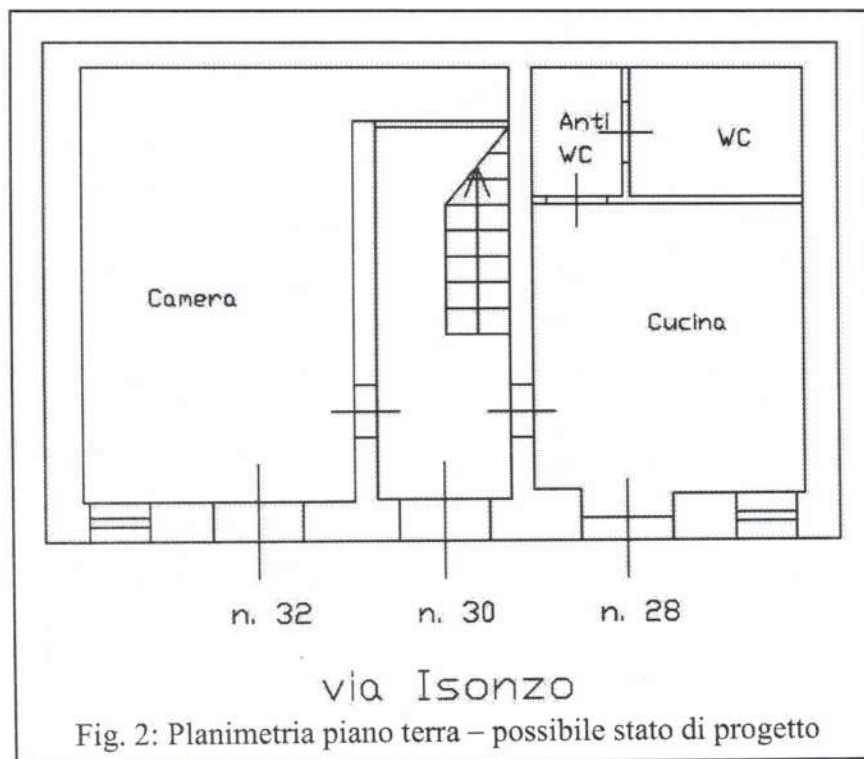 Anti
WC
WC
Camera
Cucina
n. 32
n. 30
n. 28
via Isonzo
Fig. 2: Planimetria piano terra – possibile stato di progetto